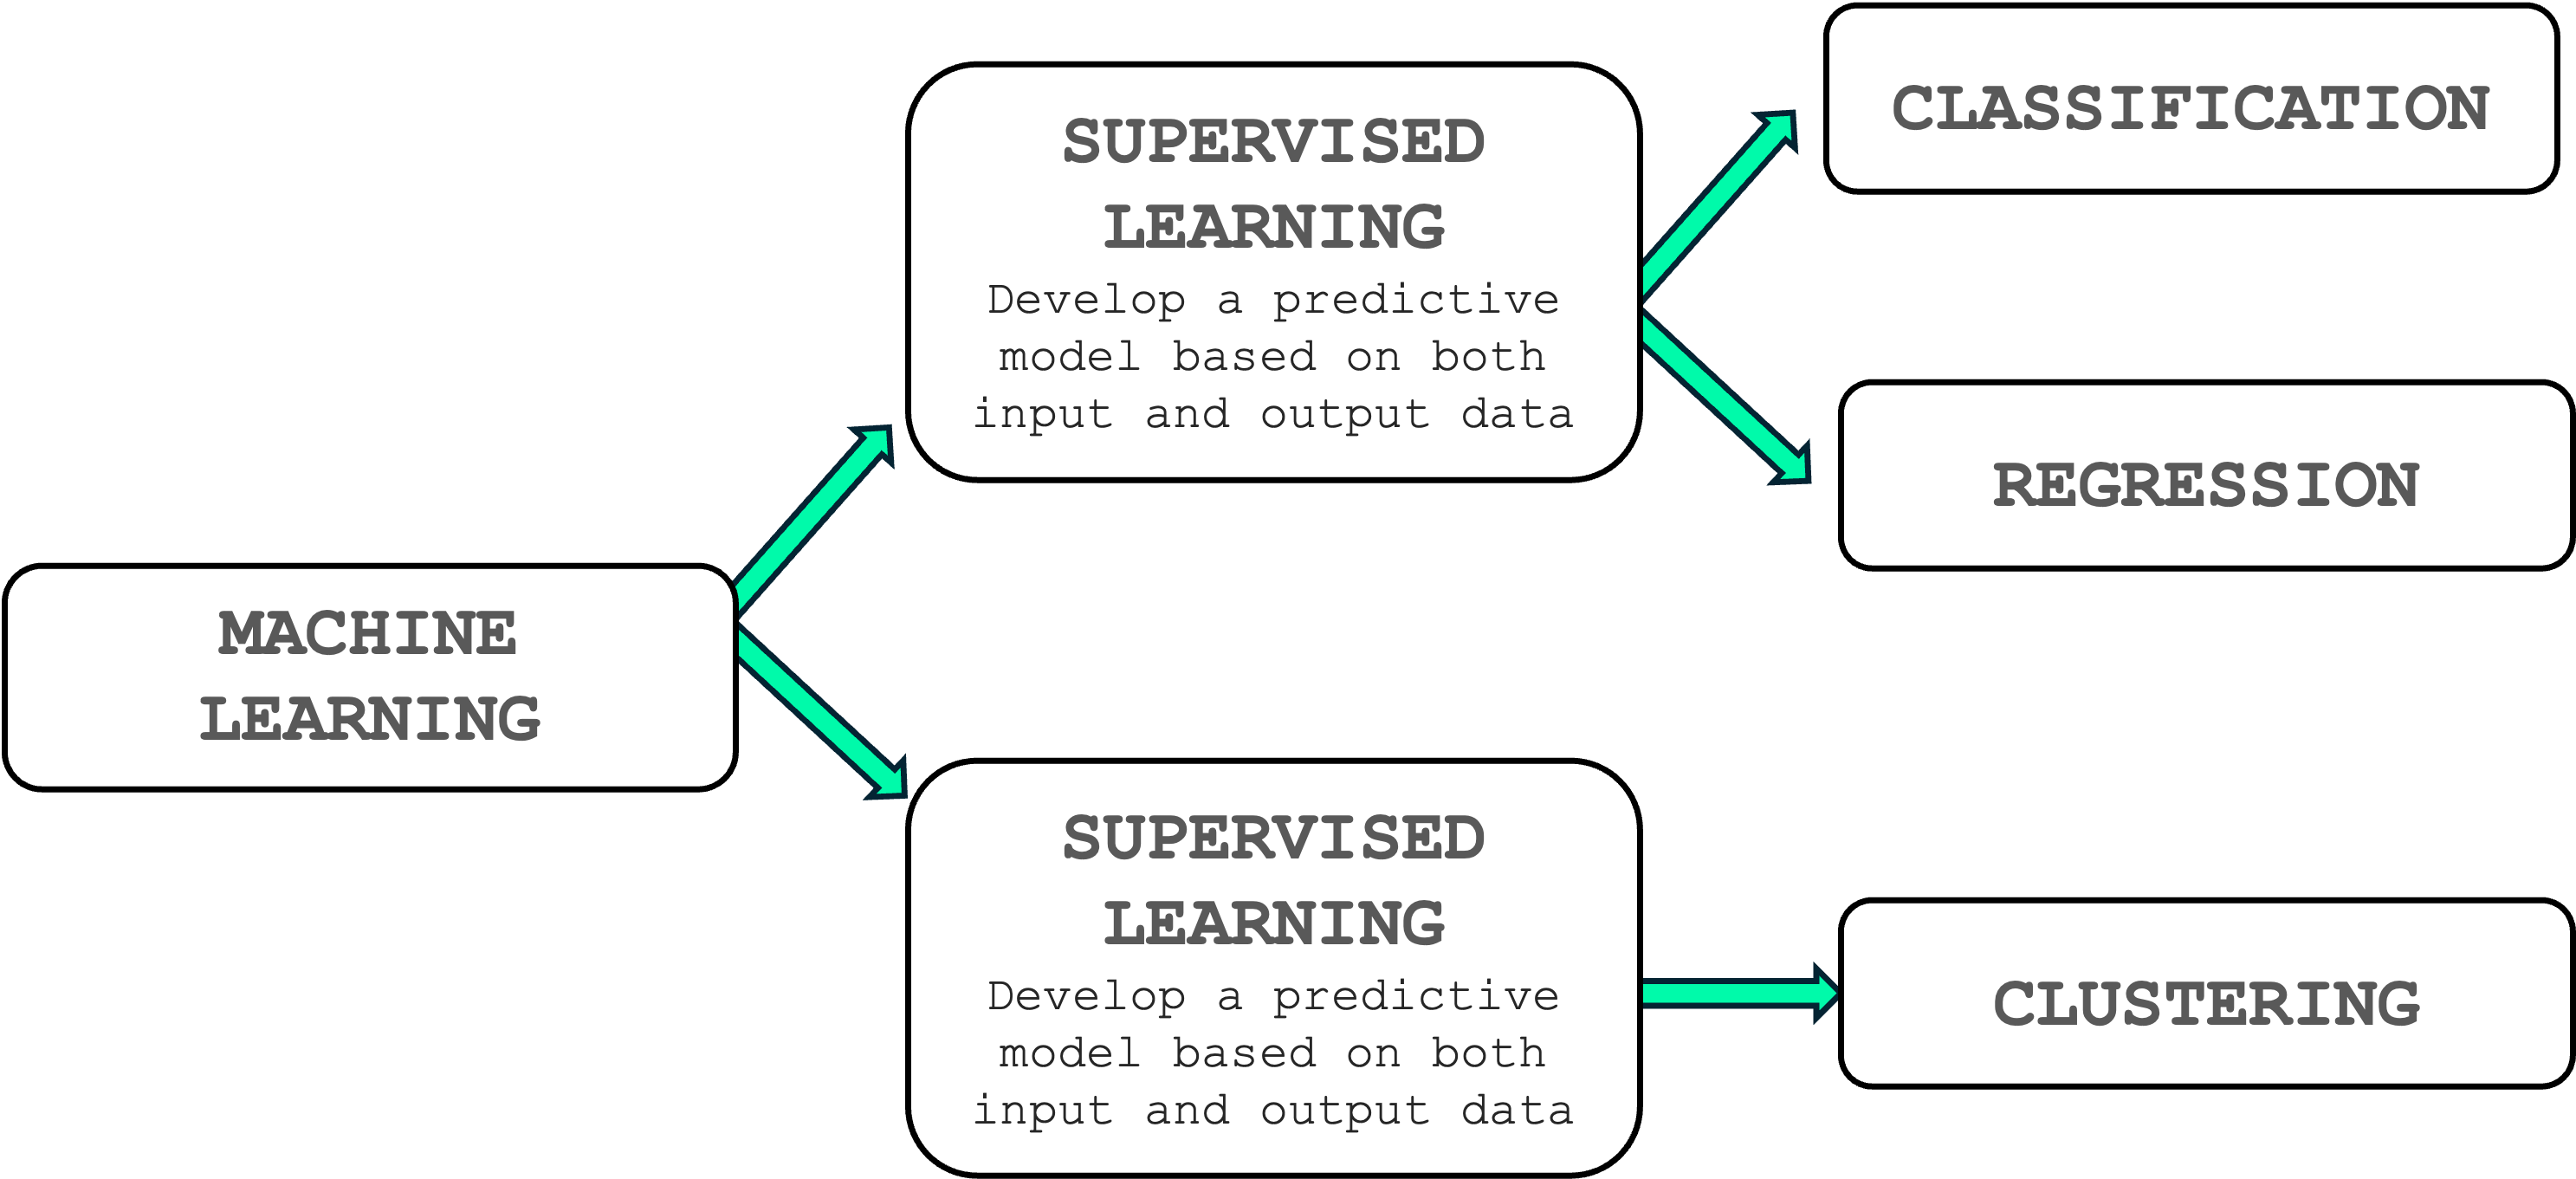 MACHINE
LEARNING
SUPERVISED
LEARNING
Develop a predictive
model based on both
input and output data
CLASSIFICATION
REGRESSION
SUPERVISED
LEARNING
Develop a predictive
model based on both
input and output data
CLUSTERING